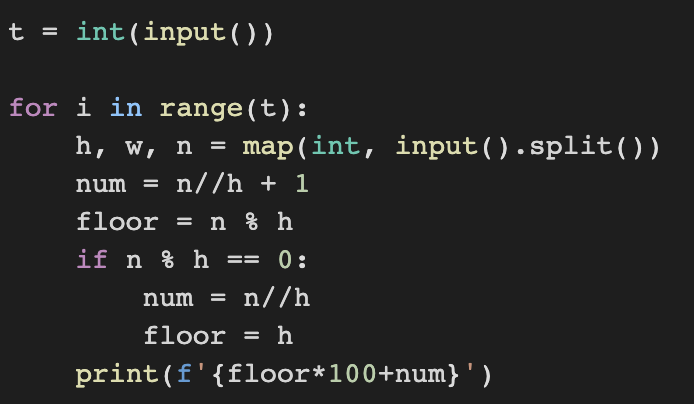 t = int(input())

for i in range(t):
    h, w, n = map(int, input().split())
    num = n//h + 1
    floor = n % h
    if n % h == 0:
        num = n//h
        floor = h
    print(f'{floor*100+num}')